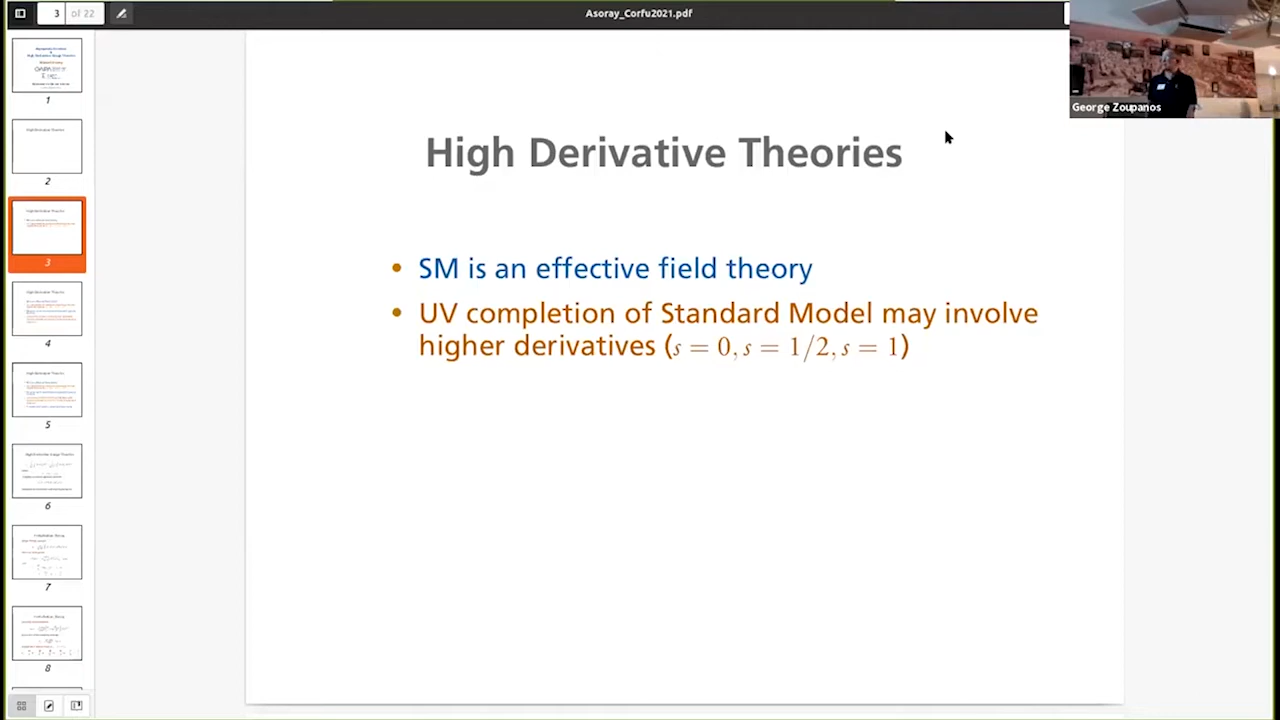 3 of 22
Asoray_Corfu2021.pdf
George Zoupanos
High Derivative Theories
• SM is an effective field theory
• UV completion of Standard Model may involve
higher derivatives (s = 0, s = 1/2, s = 1)
1
2
3
4
5
6
7
8